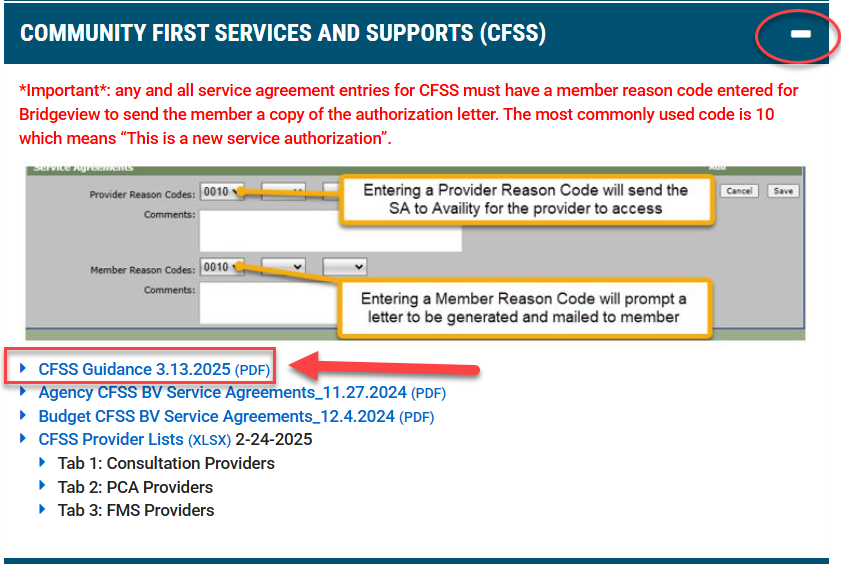 COMMUNITY FIRST SERVICES AND SUPPORTS (CFSS)
*Important*: any and all service agreement entries for CFSS must have a member reason code entered for
Bridgeview to send the member a copy of the authorization letter. The most commonly used code is 10
which means “This is a new service authorization”.
Service Agreements Add
Provider Reason Codes: 0010
Entering a Provider Reason Code will send the
SA to Availity for the provider to access
Cancel Save
Comments:
Member Reason Codes: 0010
Comments:
Entering a Member Reason Code will prompt a
letter to be generated and mailed to member
CFSS Guidance 3.13.2025 (PDF)
Agency CFSS BV Service Agreements_11.27.2024 (PDF)
Budget CFSS BV Service Agreements_12.4.2024 (PDF)
CFSS Provider Lists (XLSX) 2-24-2025
Tab 1: Consultation Providers
Tab 2: PCA Providers
Tab 3: FMS Providers